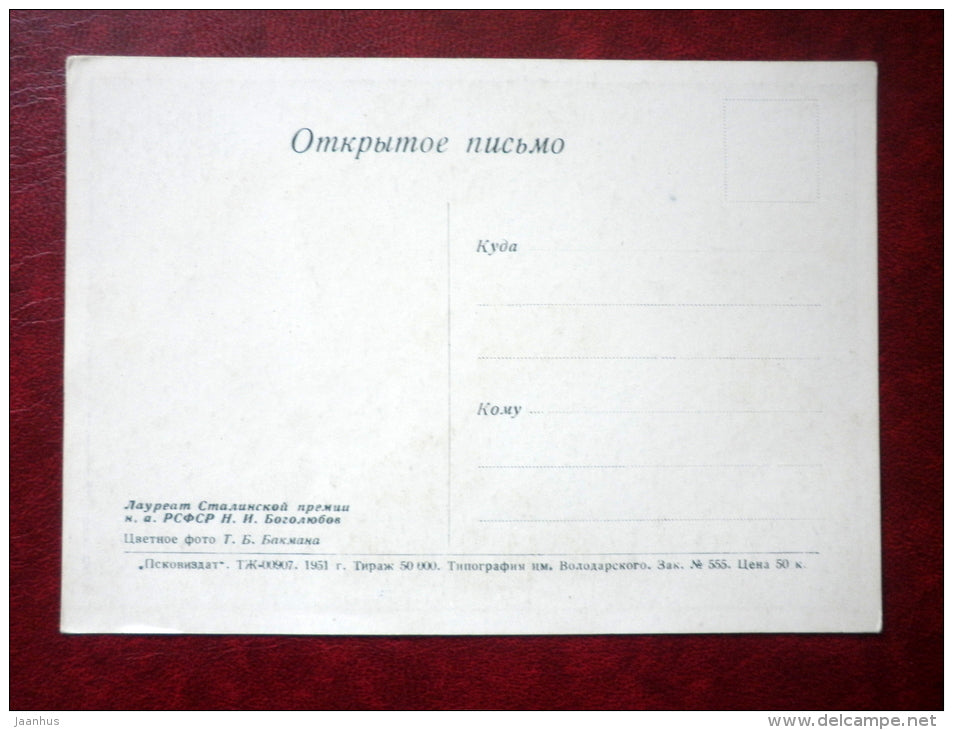 Открытое письмо
Куда
Кому
Лауреат Сталинской премии
н. а. РСФСР Н. И. Боголюбов
Цветное фото Т. Б. Бакмана
„Псковиздат“. ТЖ-00907. 1951 г. Тираж 50 000. Типография им. Володарского. Зак. № 555. Цена 50 к.
jaanhus
www.delcampe.net